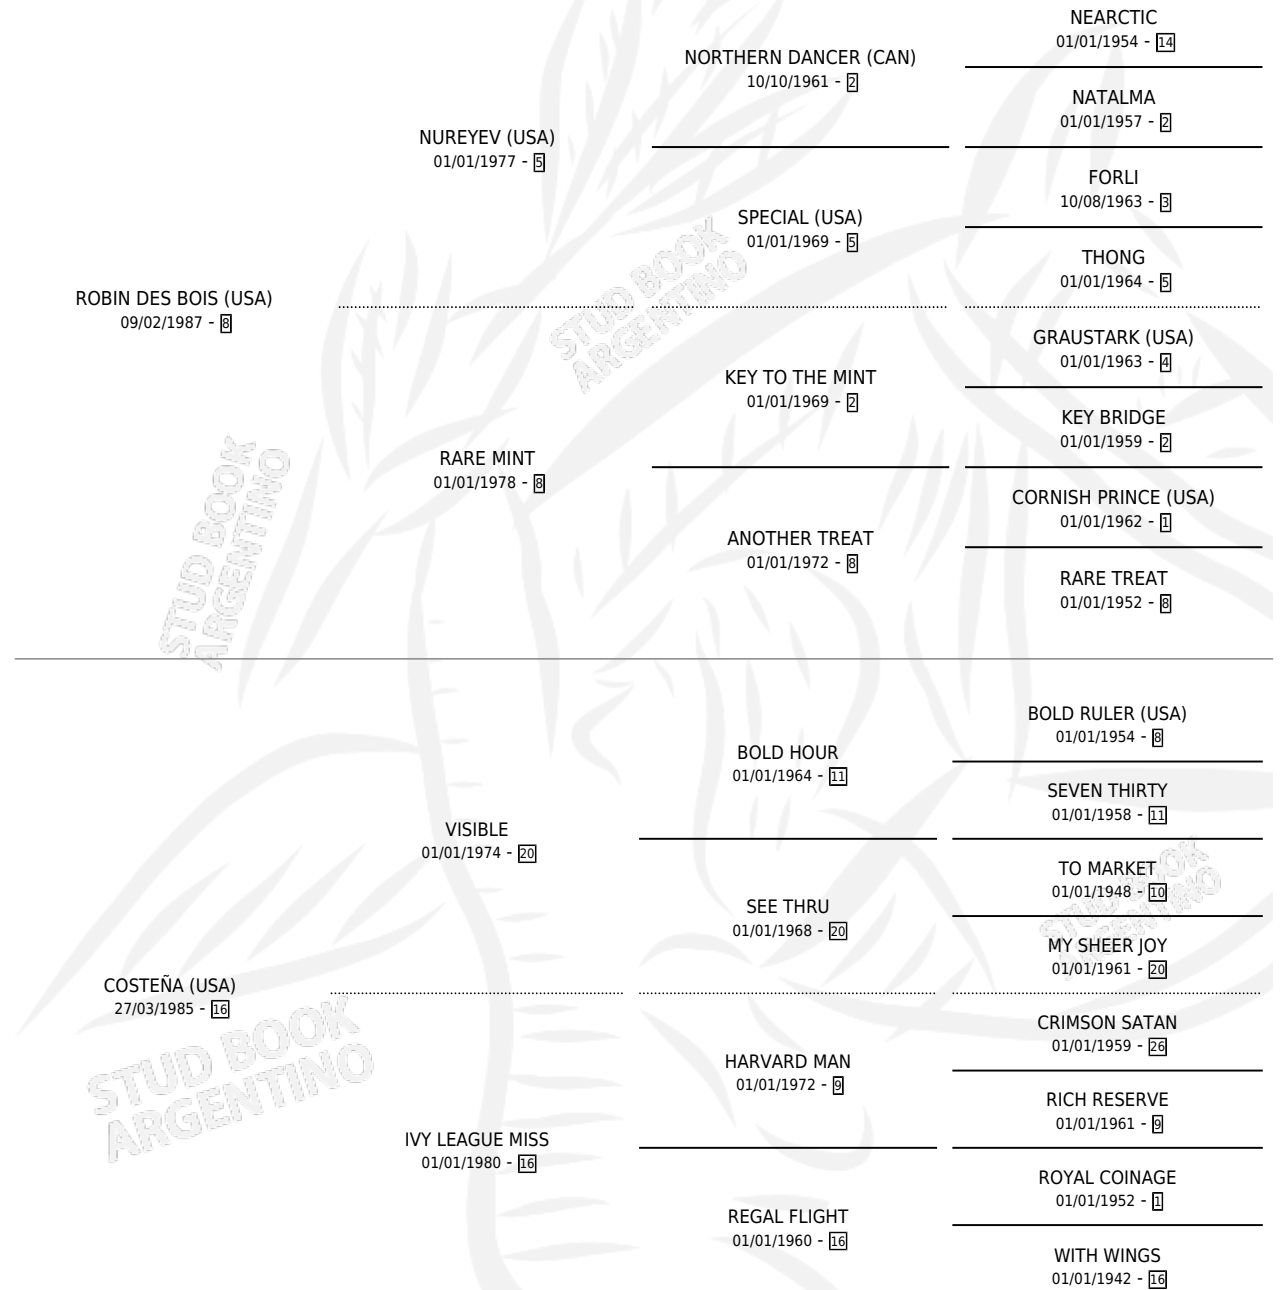 NEARCTIC
01/01/1954 - 14
NORTHERN DANCER (CAN)
10/10/1961 - 2
NATALMA
01/01/1957 - 2
NUREYEV (USA)
01/01/1977 - 5
FORLI
10/08/1963 - 3
SPECIAL (USA)
01/01/1969 - 5
THONG
01/01/1964 - 5
ROBIN DES BOIS (USA)
09/02/1987 - 8
GRAUSTARK (USA)
01/01/1963 - 4
KEY TO THE MINT
01/01/1969 - 2
KEY BRIDGE
01/01/1959 - 2
RARE MINT
01/01/1978 - 8
CORNISH PRINCE (USA)
01/01/1962 - 1
ANOTHER TREAT
01/01/1972 - 8
RARE TREAT
01/01/1952 - 8
BOLD RULER (USA)
01/01/1954 - 8
BOLD HOUR
01/01/1964 - 11
SEVEN THIRTY
01/01/1958 - 11
VISIBLE
01/01/1974 - 20
TO MARKET
01/01/1948 - 10
SEE THRU
01/01/1968 - 20
MY SHEER JOY
01/01/1961 - 20
COSTEÑA (USA)
27/03/1985 - 16
CRIMSON SATAN
01/01/1959 - 26
HARVARD MAN
01/01/1972 - 9
RICH RESERVE
01/01/1961 - 9
IVY LEAGUE MISS
01/01/1980 - 16
ROYAL COINAGE
01/01/1952 - 1
REGAL FLIGHT
01/01/1960 - 16
WITH WINGS
01/01/1942 - 16
STUD BOOK
ARGENTINO
STUD BOOK
ARGENTINO
STUD BOOK
ARGENTINO
STUD BOOK
ARGENTINO